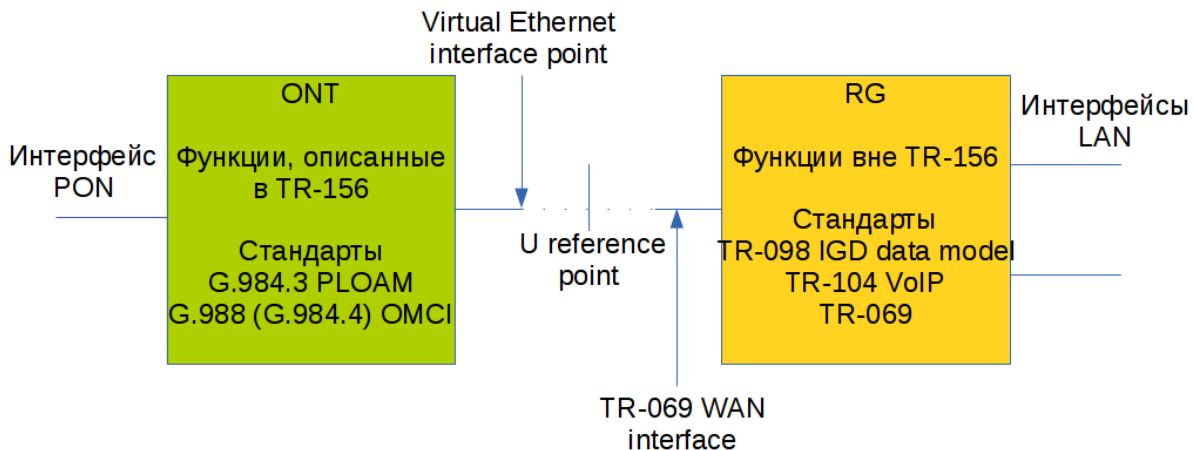 Virtual Ethernet
interface point
ONT
Функции, описанные
в TR-156
Стандарты
G.984.3 PLOAM
G.988 (G.984.4) OMCI
Интерфейс
PON
U reference
point
TR-069 WAN
interface
RG
Функции вне TR-156
Стандарты
TR-098 IGD data model
TR-104 VoIP
TR-069
Интерфейсы
LAN